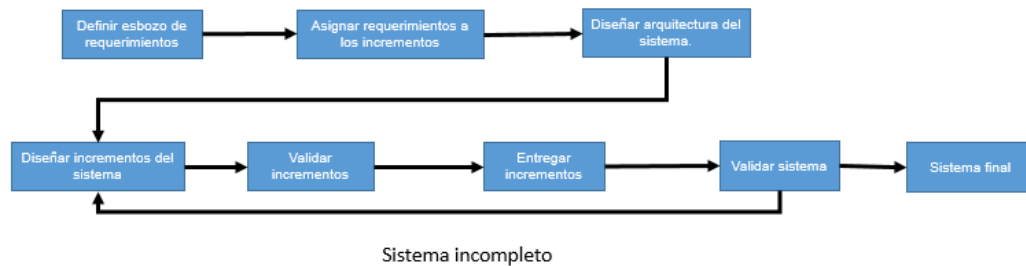 Definir esbozo de
requerimientos
Asignar requerimientos a
los incrementos
Diseñar arquitectura del
sistema.
Diseñar incrementos del
sistema
Validar
incrementos
Entregar
incrementos
Validar sistema
Sistema final
Sistema incompleto